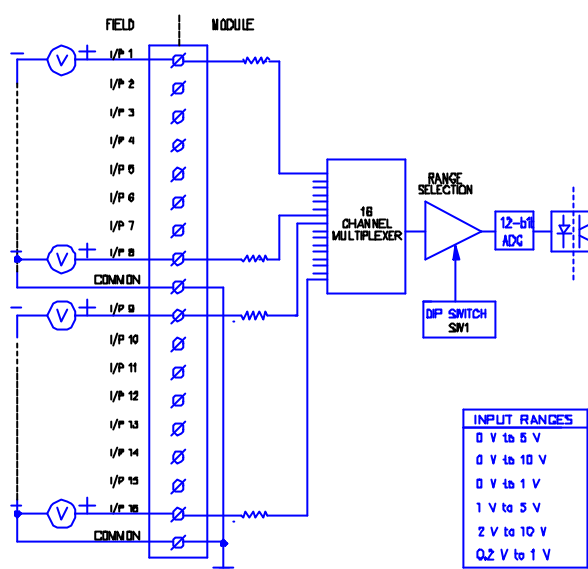 FIELD MODULE
I/P 1
I/P 2
I/P 3
I/P 4
I/P 5
I/P 6
I/P 7
I/P 8
COMMON
I/P 9
I/P 10
I/P 11
I/P 12
I/P 13
I/P 14
I/P 15
I/P 16
COMMON
V
V
V
V
16
CHANNEL
MULTIPLEXER
RANGE
SELECTION
12-bit
ADC
DIP SWITCH
SW1
INPUT RANGES
0 V to 5 V
0 V to 10 V
0 V to 1 V
1 V to 5 V
2 V to 10 V
0.2 V to 1 V